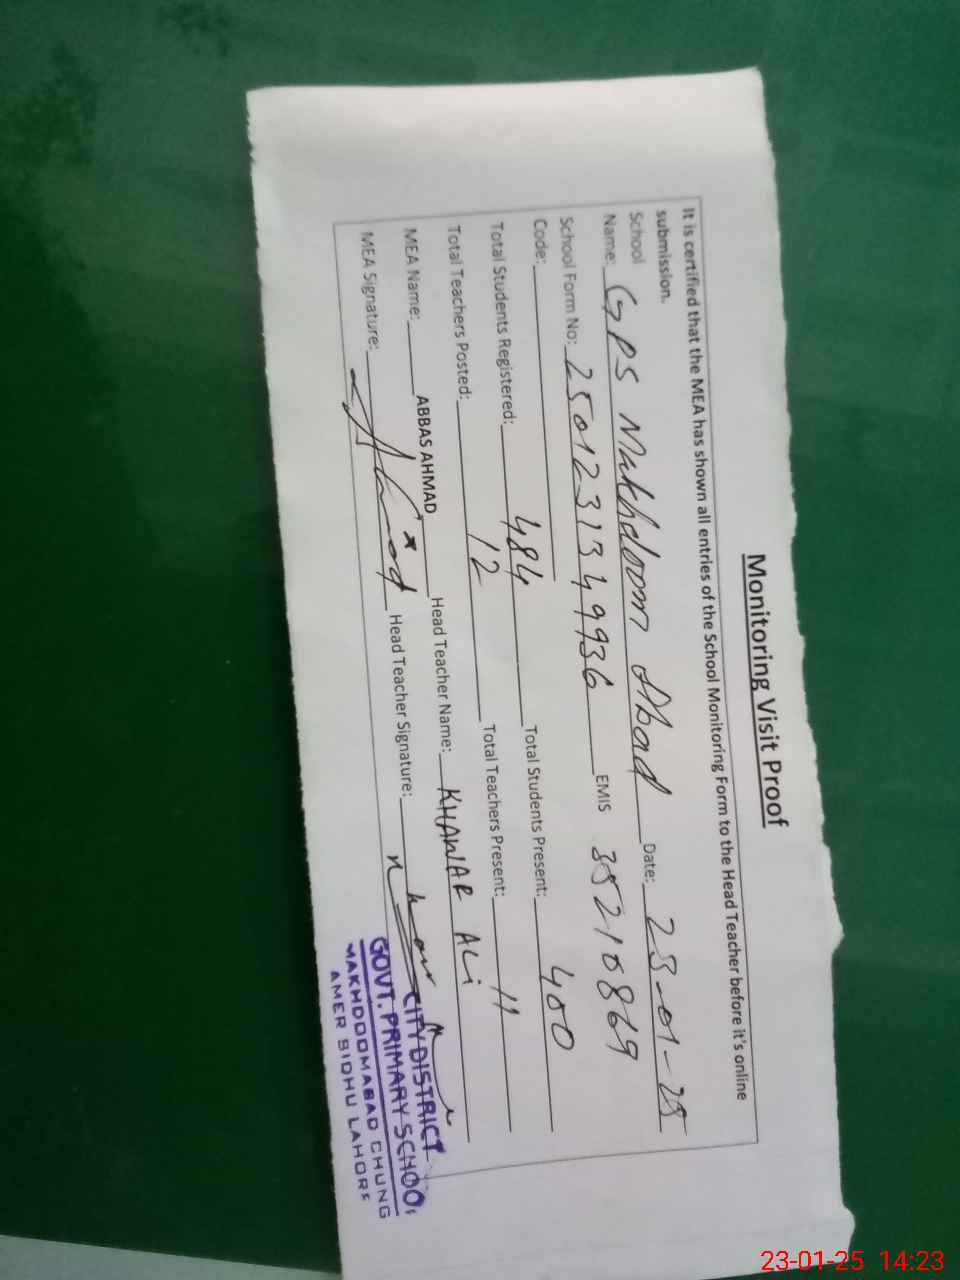 Monitoring Visit Proof
It is certified that the MEA has shown all entries of the School Monitoring Form to the Head Teacher before it's online
submission.
School
Name: GPS Makhdoom Abad Date: 23-01-25
School Form No: 2501231349936 EMIS 35210869
Code:
Total Students Registered: 484 Total Students Present: 400
Total Teachers Posted: 12 Total Teachers Present: 11
MEA Name: ABBAS AHMAD Head Teacher Name: KHAWAR ALi
MEA Signature: Head Teacher Signature:
CITY DISTRICT
GOVT. PRIMARY SCHOOL
MAKHDOOMABAD CHUNG
AMER SIDHU LAHORE
23-01-25 14:23